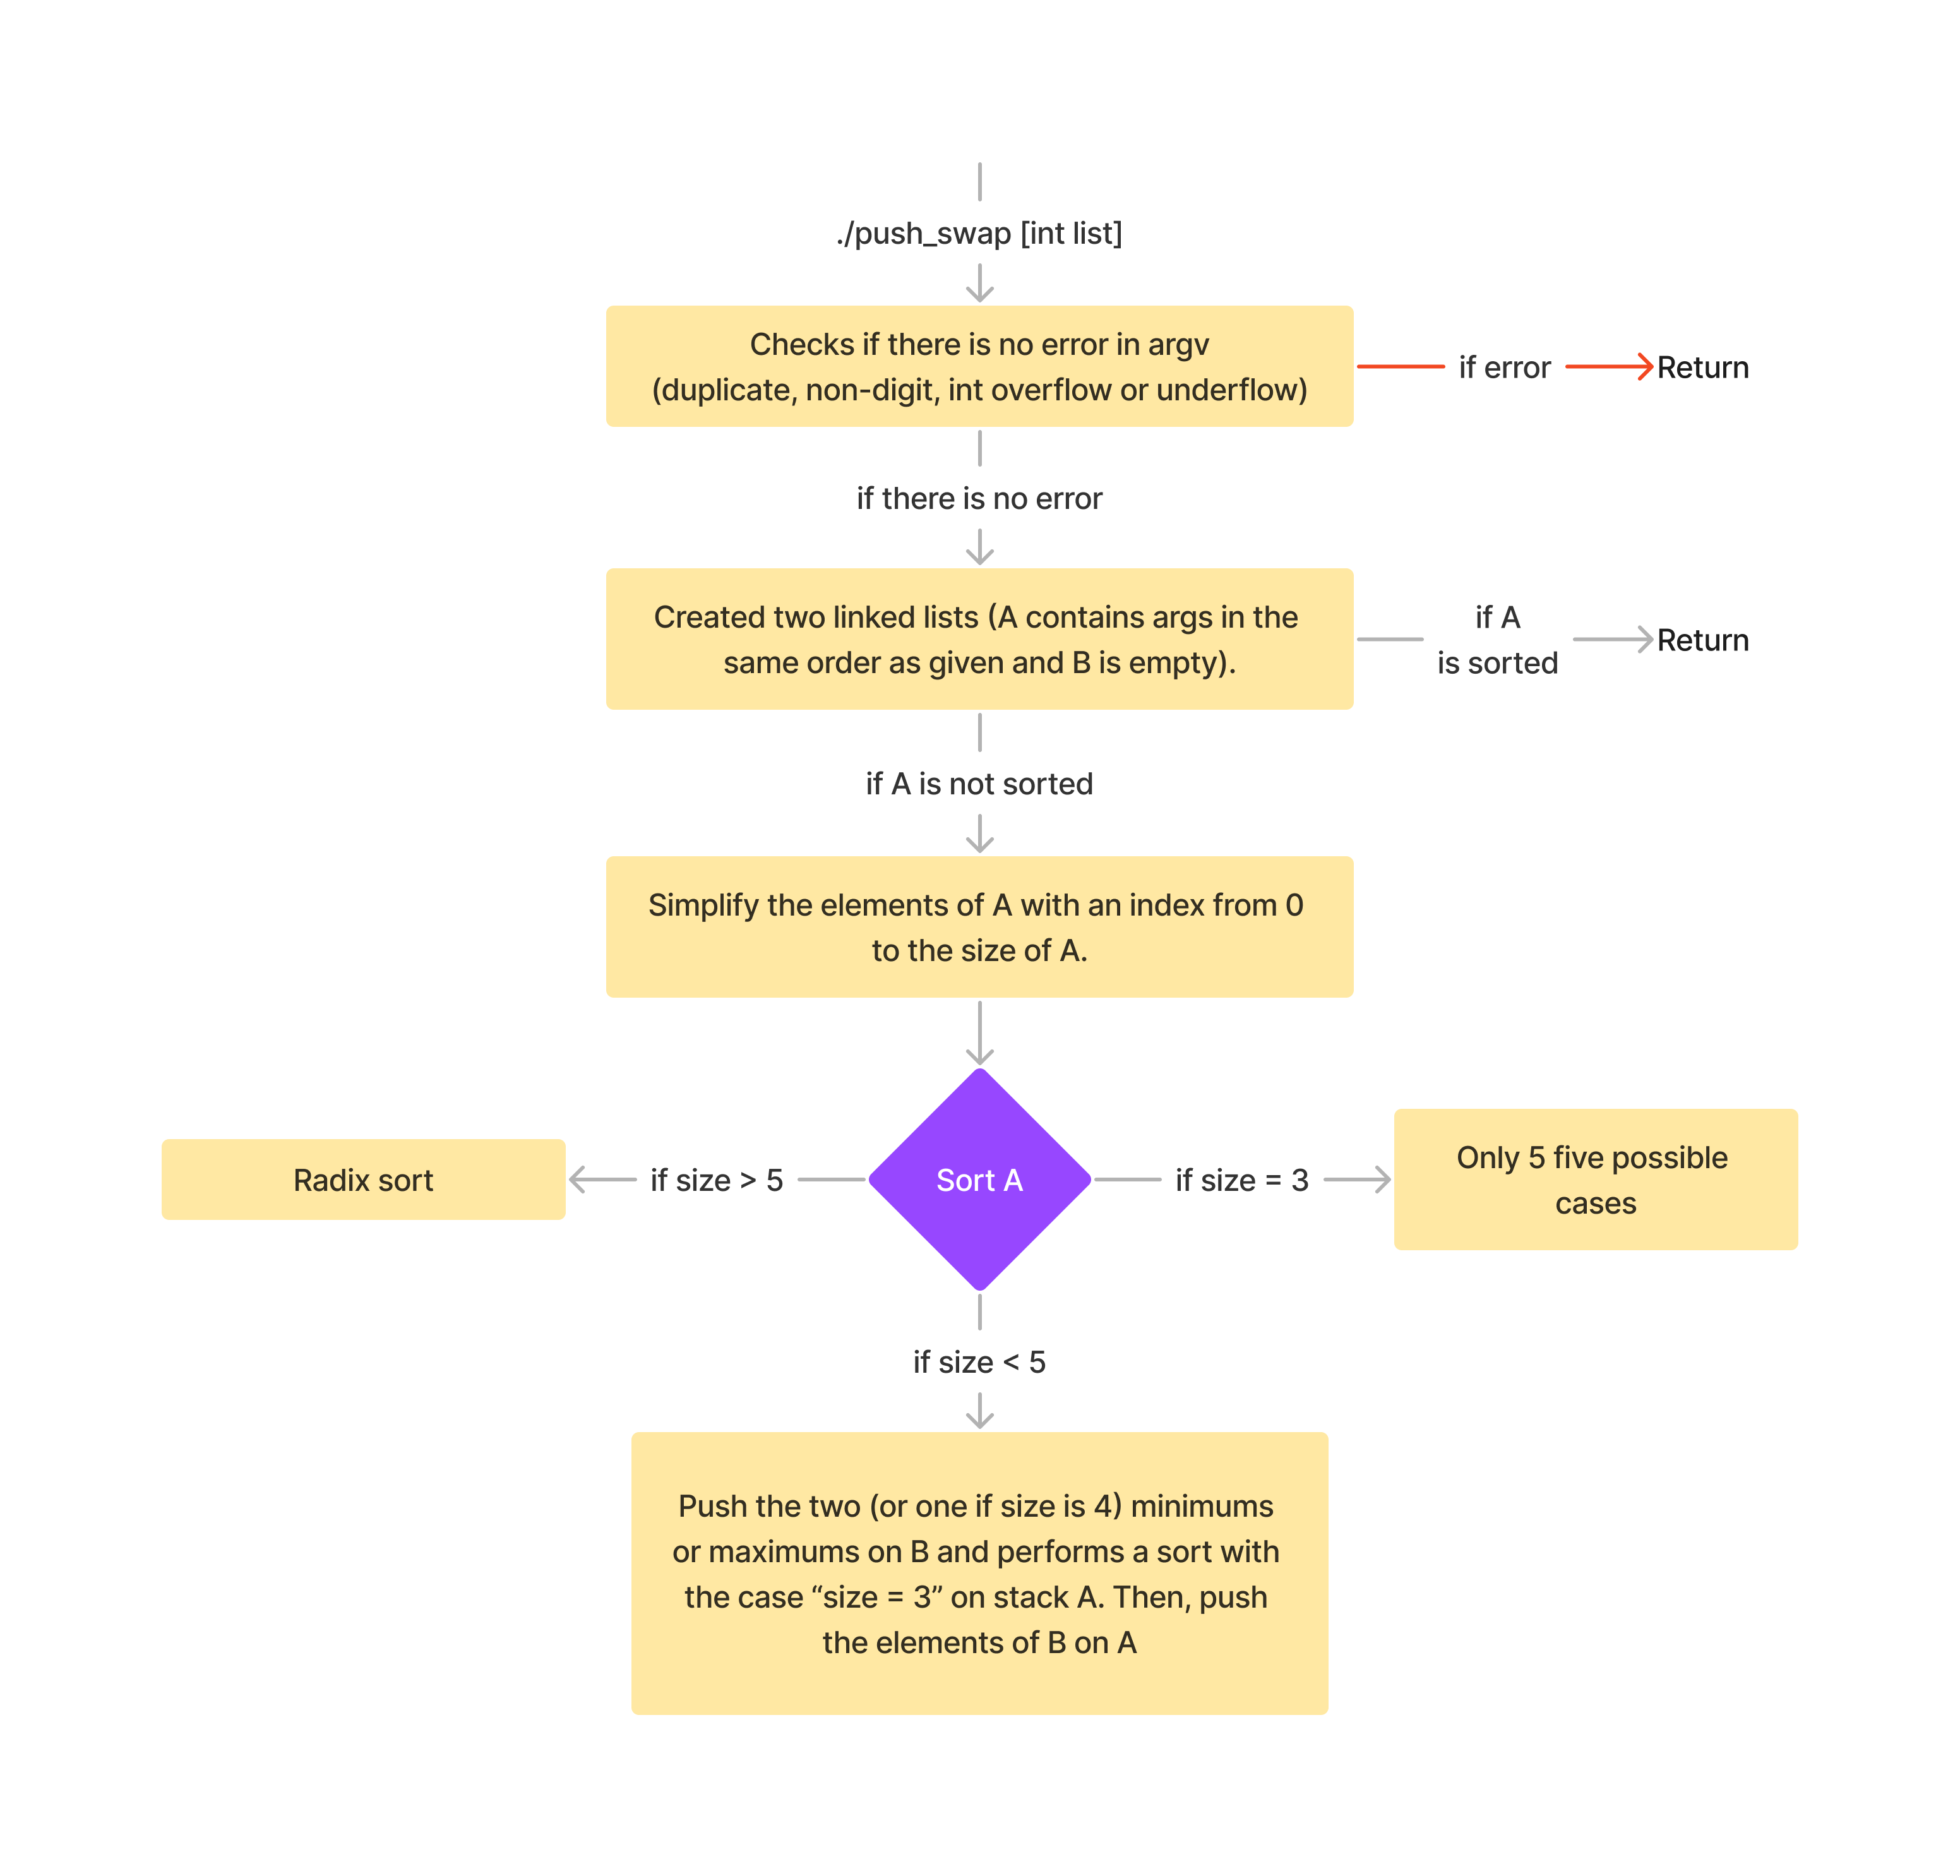 ./push_swap [int list]
Checks if there is no error in argv
(duplicate, non-digit, int overflow or underflow)
if error
Return
if there is no error
Created two linked lists (A contains args in the
same order as given and B is empty).
if A
is sorted
Return
if A is not sorted
Simplify the elements of A with an index from 0
to the size of A.
Radix sort
if size > 5
Sort A
if size = 3
Only 5 five possible
cases
if size < 5
Push the two (or one if size is 4) minimums
or maximums on B and performs a sort with
the case “size = 3” on stack A. Then, push
the elements of B on A